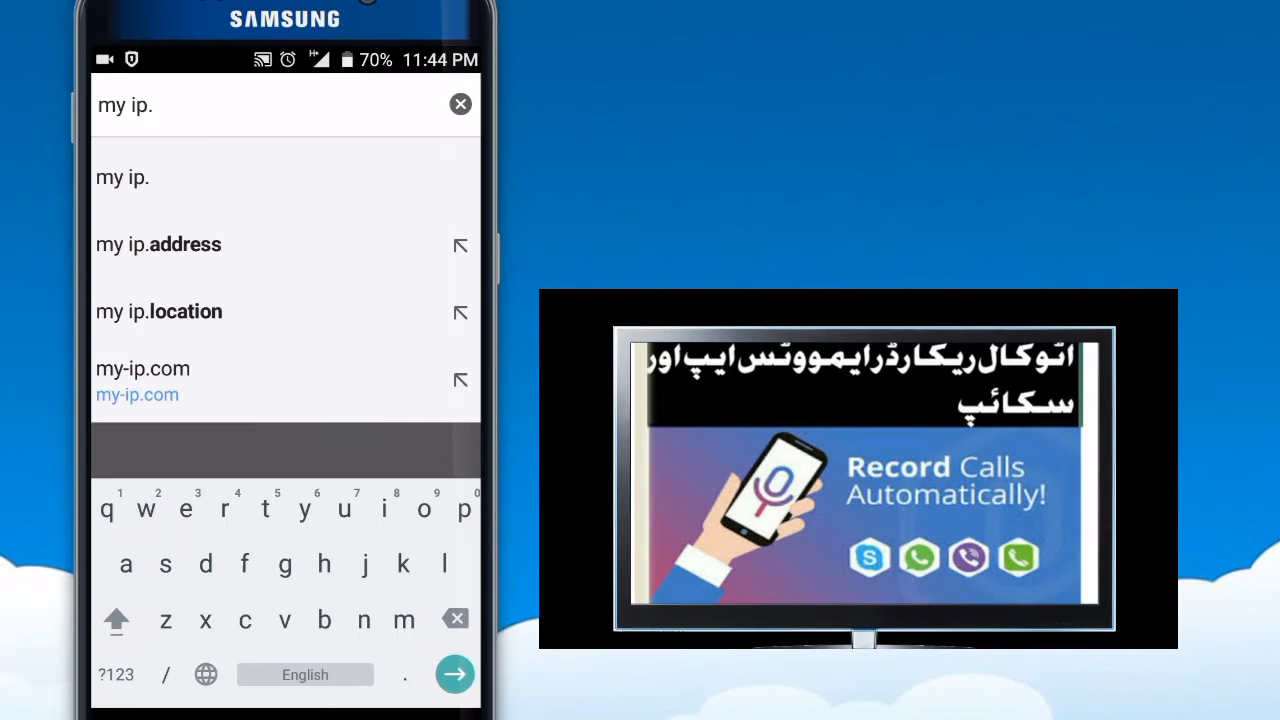 SAMSUNG
70% 11:44 PM
my ip.
my ip.
my ip.address
my ip.location
my-ip.com
my-ip.com
1 2 3 4 5 6 7 8 9 0
q w e r t y u i o p
a s d f g h j k l
z x c v b n m
?123 / English .
اٹوکال ریکارڈر ایمو وٹس ایپ اور
سکائپ
Record Calls
Automatically!